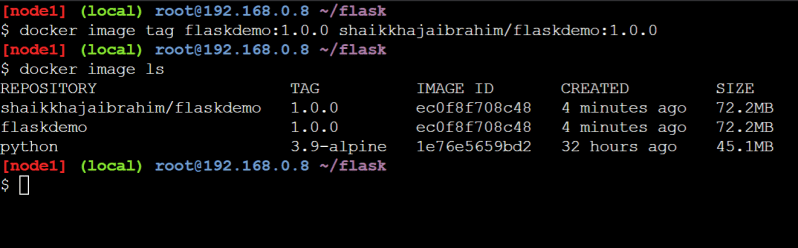 [node1] (local) root@192.168.0.8 ~/flask
$ docker image tag flaskdemo:1.0.0 shaikkhajaibrahim/flaskdemo:1.0.0
[node1] (local) root@192.168.0.8 ~/flask
$ docker image ls
REPOSITORY TAG IMAGE ID CREATED SIZE
shaikkhajaibrahim/flaskdemo 1.0.0 ec0f8f708c48 4 minutes ago 72.2MB
flaskdemo 1.0.0 ec0f8f708c48 4 minutes ago 72.2MB
python 3.9-alpine 1e76e5659bd2 32 hours ago 45.1MB
[node1] (local) root@192.168.0.8 ~/flask
$